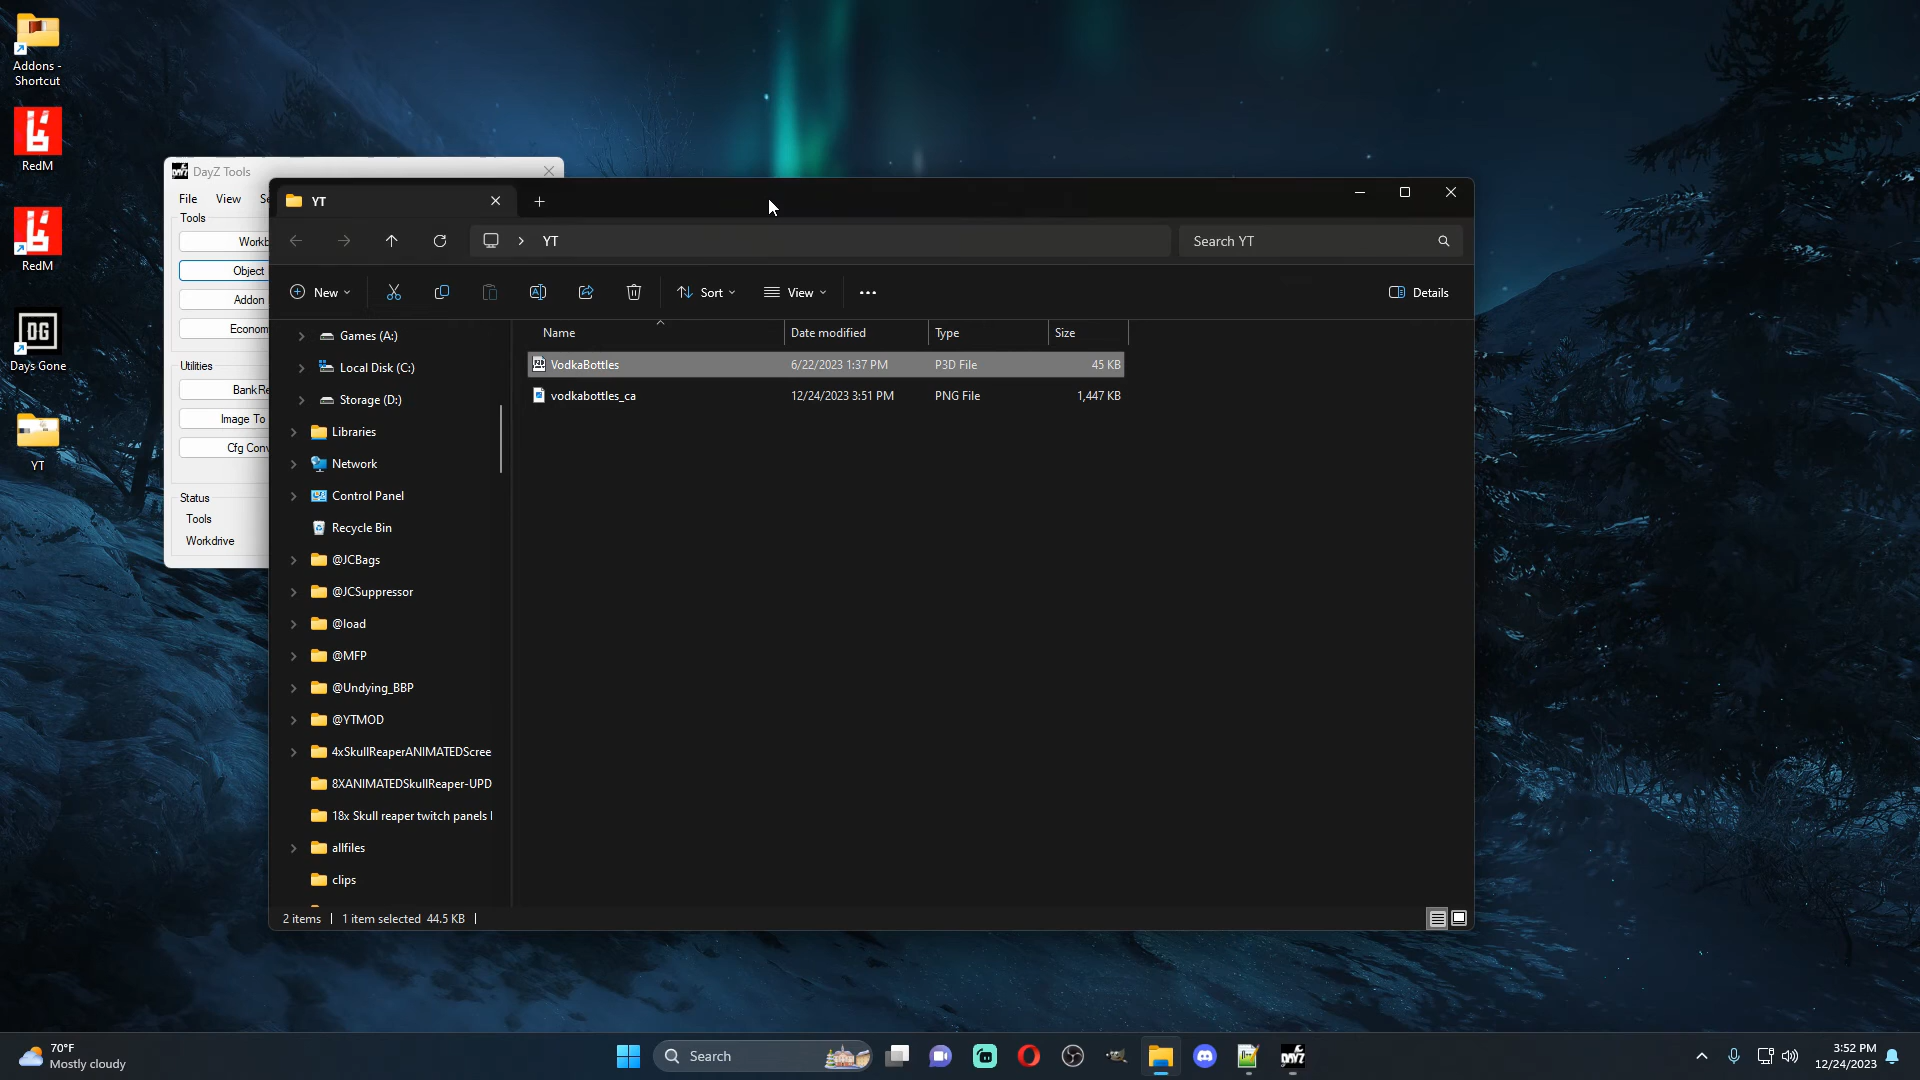 Addons -
Shortcut
RedM
RedM
DG
Days Gone
YT
DAYZ
DayZ Tools
File
View
Tools
Object
Addon
Utilities
Image To
Status
Tools
Workdrive
YT
YT
Search YT
New
Sort
View
Details
Name
Date modified
Type
Size
VodkaBottles
6/22/2023 1:37 PM
P3D File
45 KB
vodkabottles_ca
12/24/2023 3:51 PM
PNG File
1,447 KB
Games (A:)
Local Disk (C:)
Storage (D:)
Libraries
Network
Control Panel
Recycle Bin
@JCBags
@JCSuppressor
@load
@MFP
@Undying_BBP
@YTMOD
4xSkullReaperANIMATEDScree
8XANIMATEDSkullReaper-UPD
18x Skull reaper twitch panels
allfiles
clips
2 items
1 item selected 44.5 KB
70°F
Mostly cloudy
Search
DAYZ
3:52 PM
12/24/2023